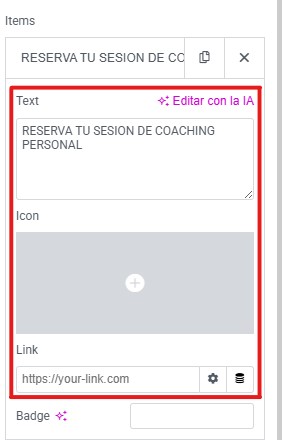 Items
RESERVA TU SESION DE CO
Text
Editar con la IA
RESERVA TU SESION DE COACHING
PERSONAL
Icon
Link
https://your-link.com
Badge